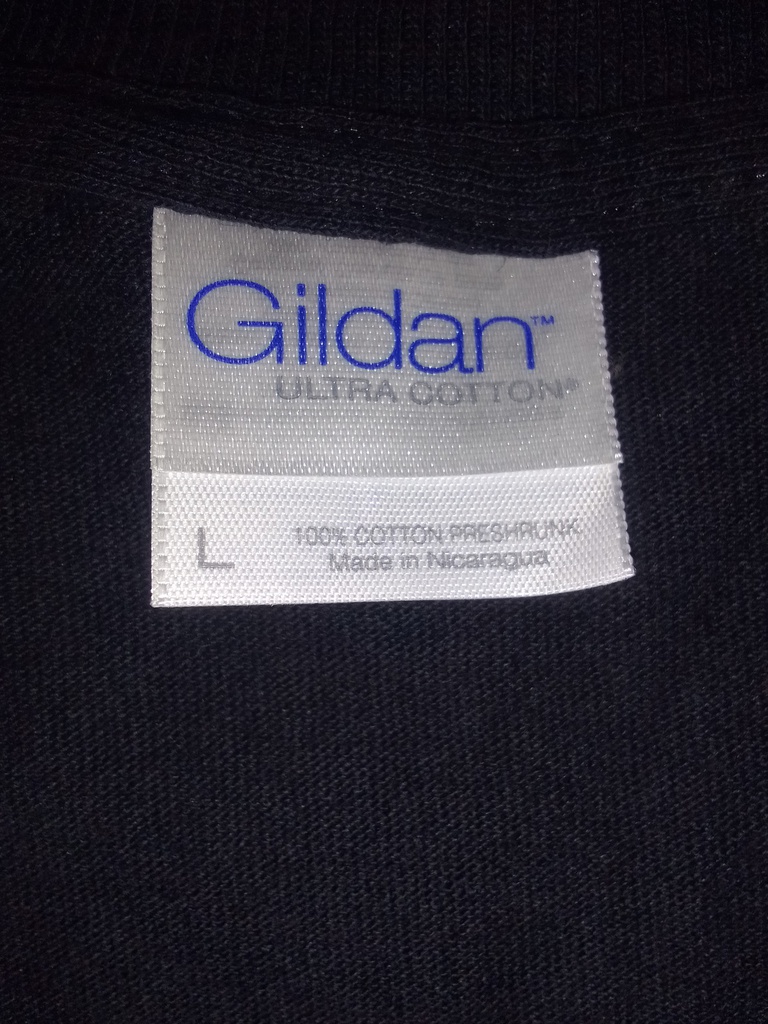 Gildan™
ULTRA COTTON®
L
100% COTTON PRESHRUNK
Made in Nicaragua